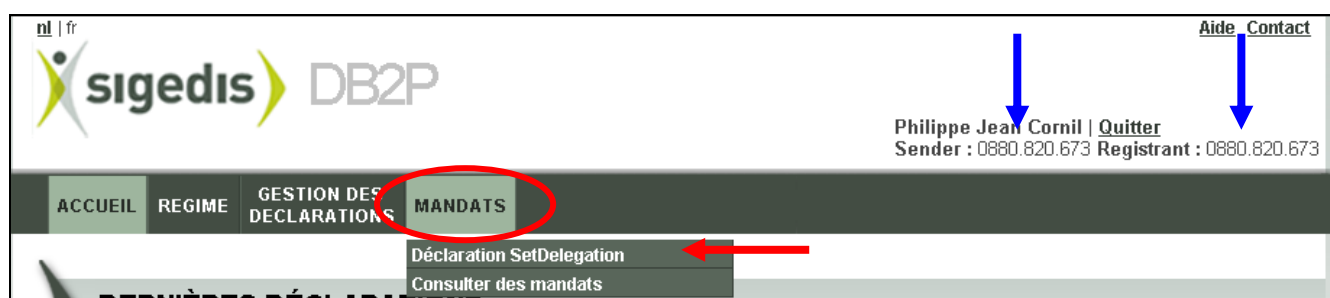 nl | fr
Aide Contact
sigedis DB2P
Philippe Jean Cornil | Quitter
Sender : 0880.820.673 Registrant : 0880.820.673
ACCUEIL REGIME GESTION DES DECLARATIONS MANDATS
Déclaration SetDelegation
Consulter des mandats
DERNIÈRES